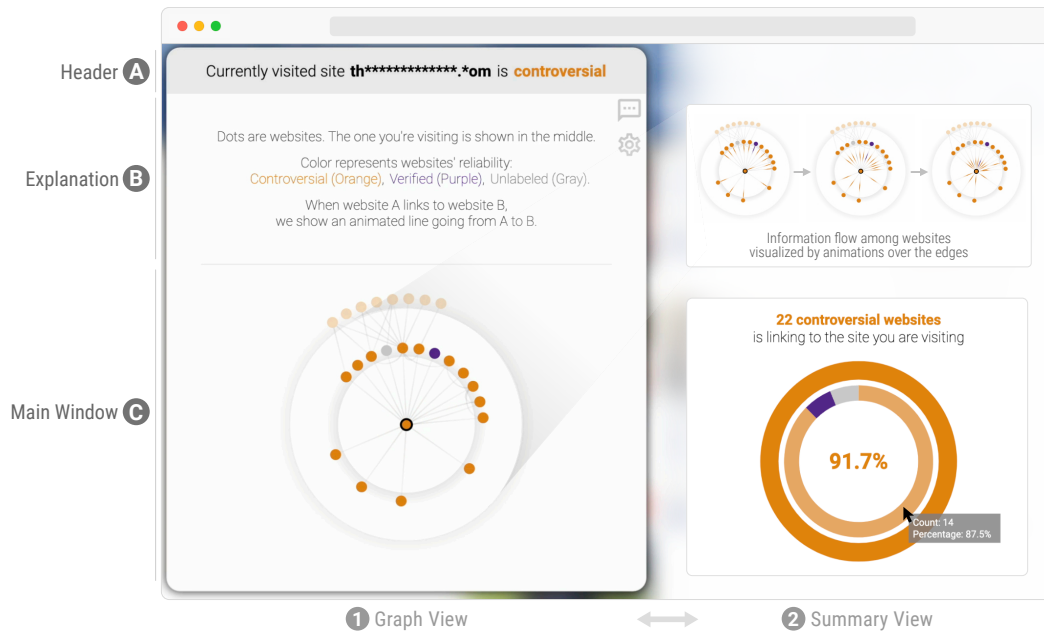 Header A
Currently visited site th*************.*om is controversial
Explanation B
Dots are websites. The one you're visiting is shown in the middle.
Color represents websites' reliability:
Controversial (Orange), Verified (Purple), Unlabeled (Gray).
When website A links to website B,
we show an animated line going from A to B.
Information flow among websites
visualized by animations over the edges
Main Window C
22 controversial websites
is linking to the site you are visiting
91.7%
Count: 14
Percentage: 87.5%
1 Graph View
2 Summary View